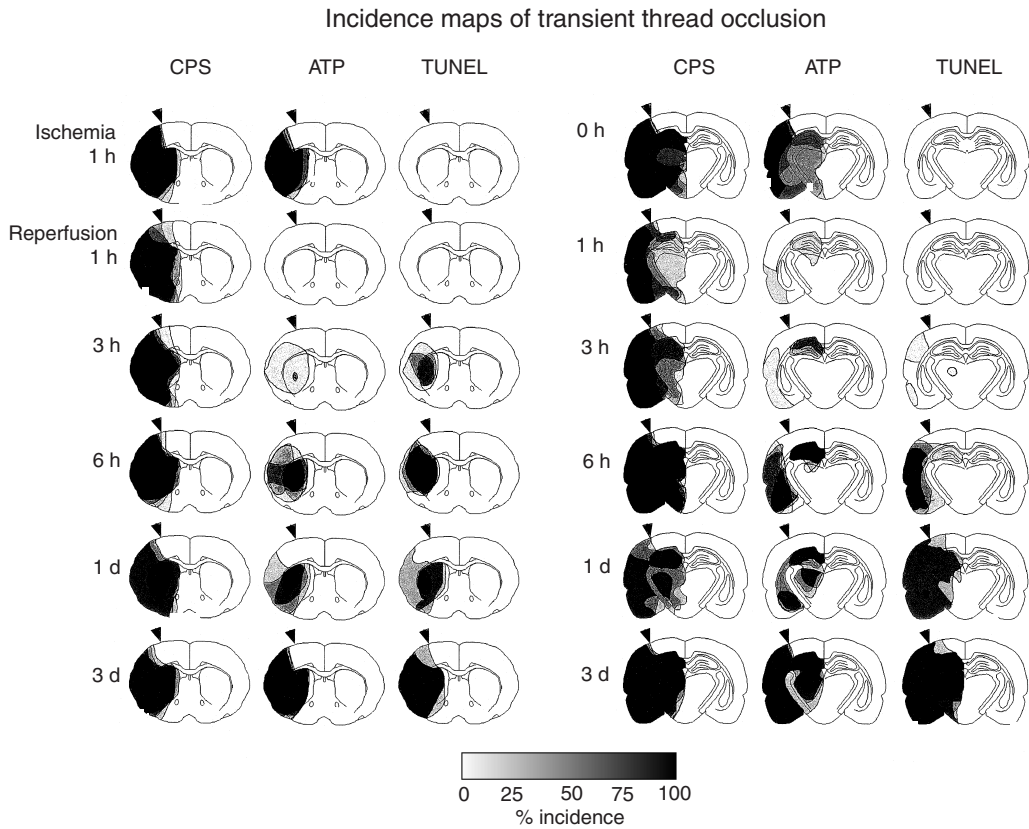 Incidence maps of transient thread occlusion
CPS ATP TUNEL CPS ATP TUNEL
Ischemia
1 h
0 h
Reperfusion
1 h
1 h
3 h
3 h
6 h
6 h
1 d
1 d
3 d
3 d
0 25 50 75 100
% incidence